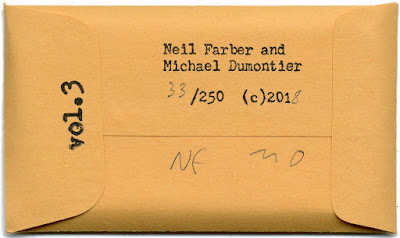 Neil Farber and
Michael Dumontier
33/250 (c)2018
vol.3
NF MD